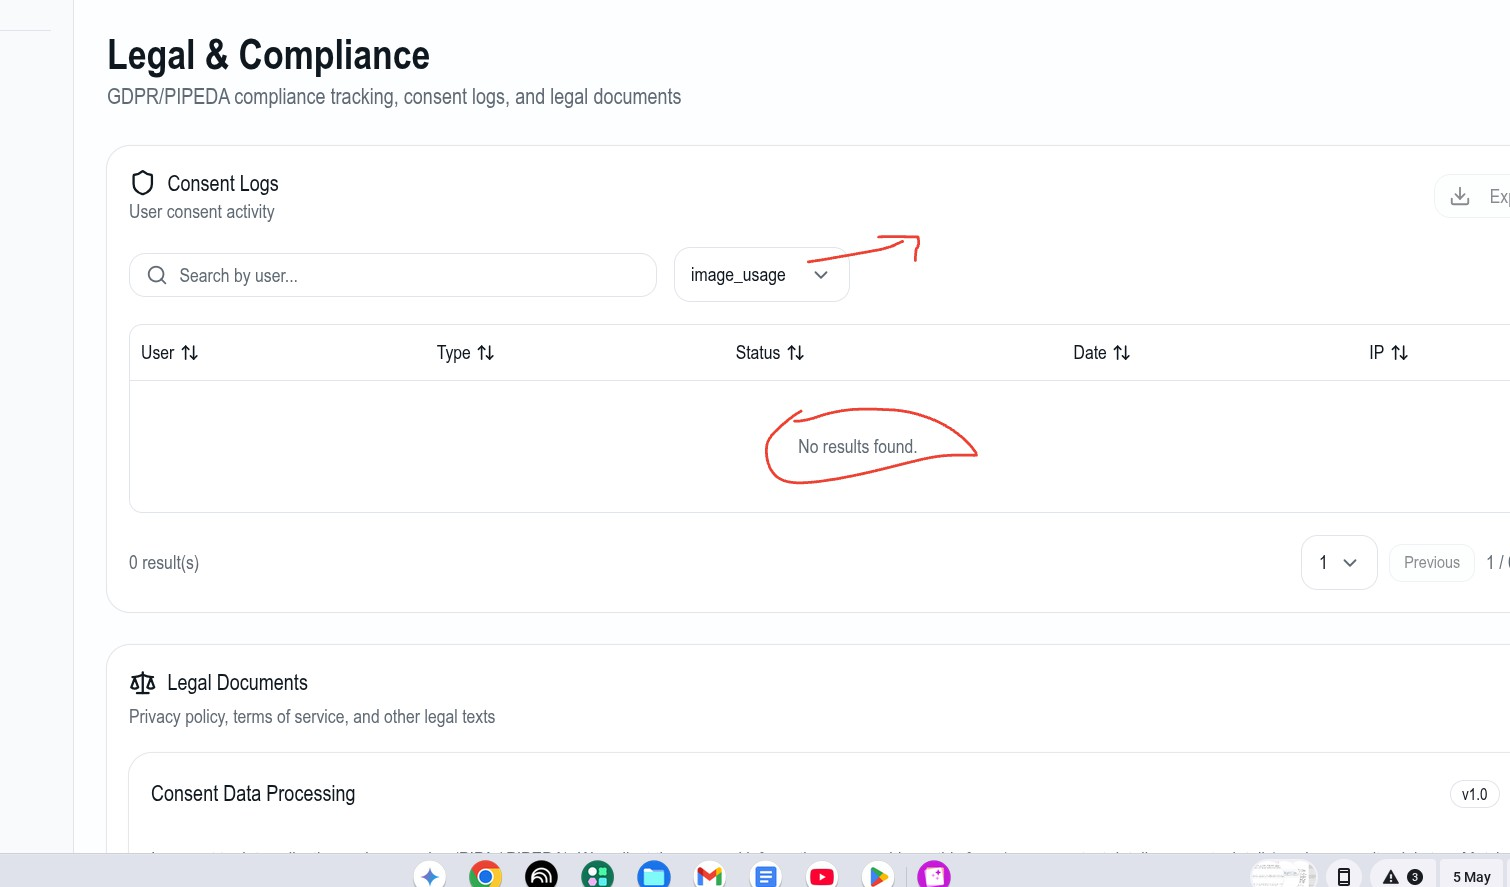 Legal & Compliance
GDPR/PIPEDA compliance tracking, consent logs, and legal documents
Consent Logs
User consent activity
Search by user...
image_usage
User
Type
Status
Date
IP
No results found.
0 result(s)
1
Previous
1 /
Legal Documents
Privacy policy, terms of service, and other legal texts
Consent Data Processing
v1.0
3
5 May